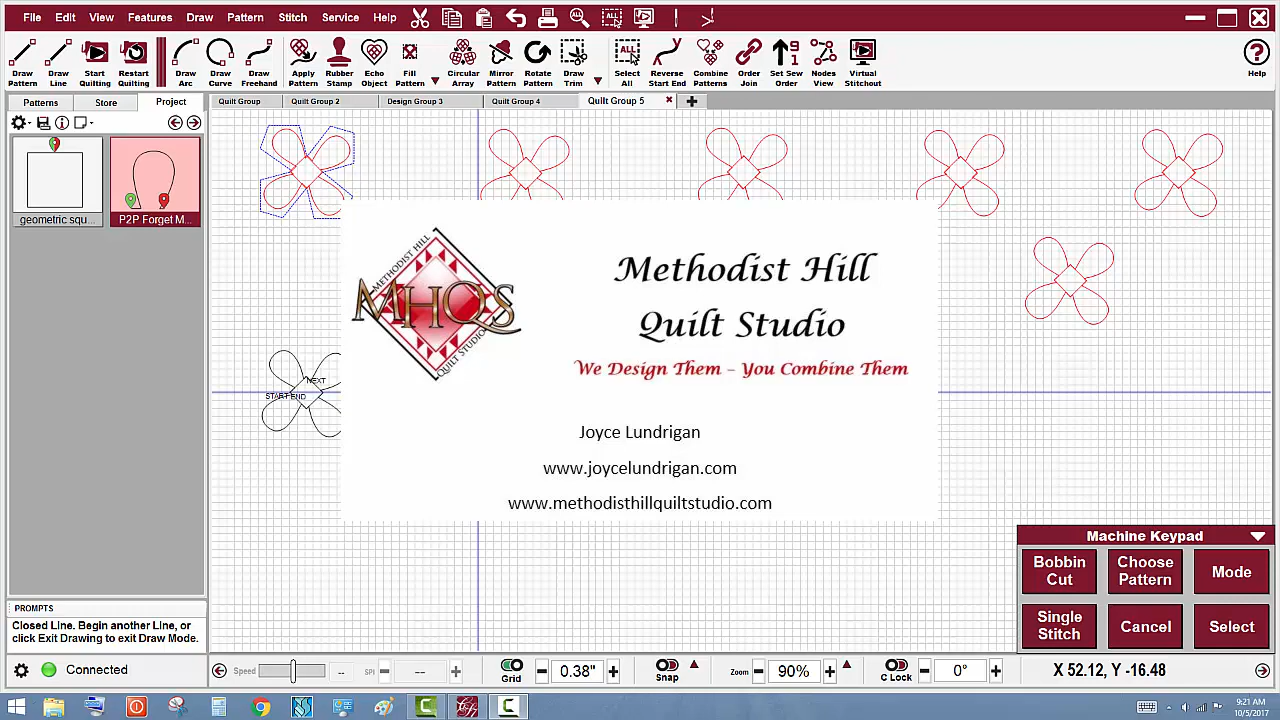 File Edit View Features Draw Pattern Stitch Service Help
Draw Pattern
Draw Line
Start Quilting
Restart Quilting
Draw Arc
Draw Curve
Draw Freehand
Apply Pattern
Rubber Stamp
Echo Object
Fill Pattern
Circular Array
Mirror Pattern
Rotate Pattern
Draw Trim
Select All
Reverse Start End
Combine Patterns
Order Join
Set Sew Order
Nodes View
Virtual Stitchout
Help
Patterns Store Project
Quilt Group Quilt Group 2 Design Group 3 Quilt Group 4 Quilt Group 5
geometric squ... P2P Forget M...
METHODIST HILL
MHQS
QUILT STUDIO
Methodist Hill
Quilt Studio
We Design Them – You Combine Them
Joyce Lundrigan
www.joycelundrigan.com
www.methodisthillquiltstudio.com
NEXT
START END
Machine Keypad
Bobbin Cut
Choose Pattern
Mode
Single Stitch
Cancel
Select
PROMPTS
Closed Line. Begin another Line, or
click Exit Drawing to exit Draw Mode.
Connected
Speed -- SPI -- Grid 0.38" Snap Zoom 90% C Lock 0° X 52.12, Y -16.48
9:21 AM
10/5/2017